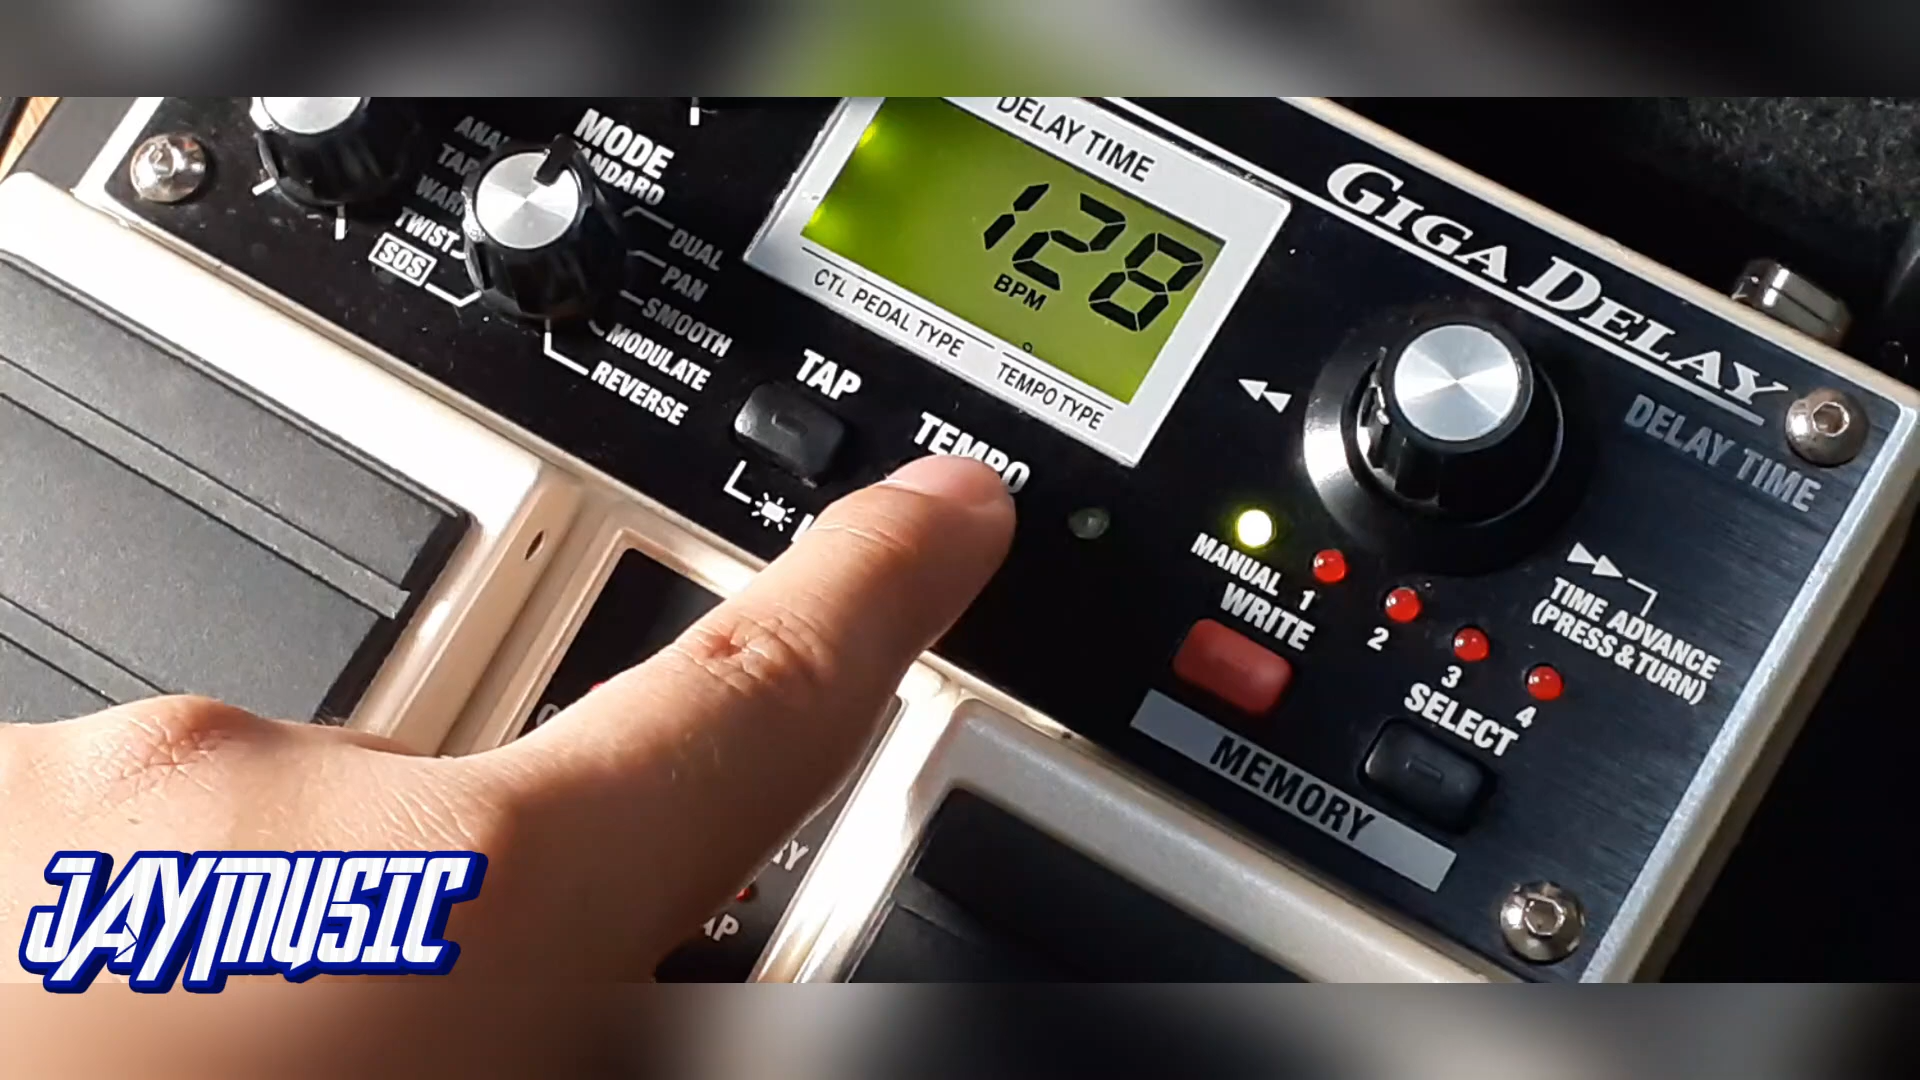 MODE
STANDARD
TWIST
SOS
DUAL
PAN
SMOOTH
MODULATE
REVERSE
DELAY TIME
128
BPM
CTL PEDAL TYPE
TEMPO TYPE
TAP
TEMPO
GIGA DELAY
DELAY TIME
TIME ADVANCE
(PRESS & TURN)
MANUAL
1
2
3
4
WRITE
SELECT
MEMORY
JAYMUSIC